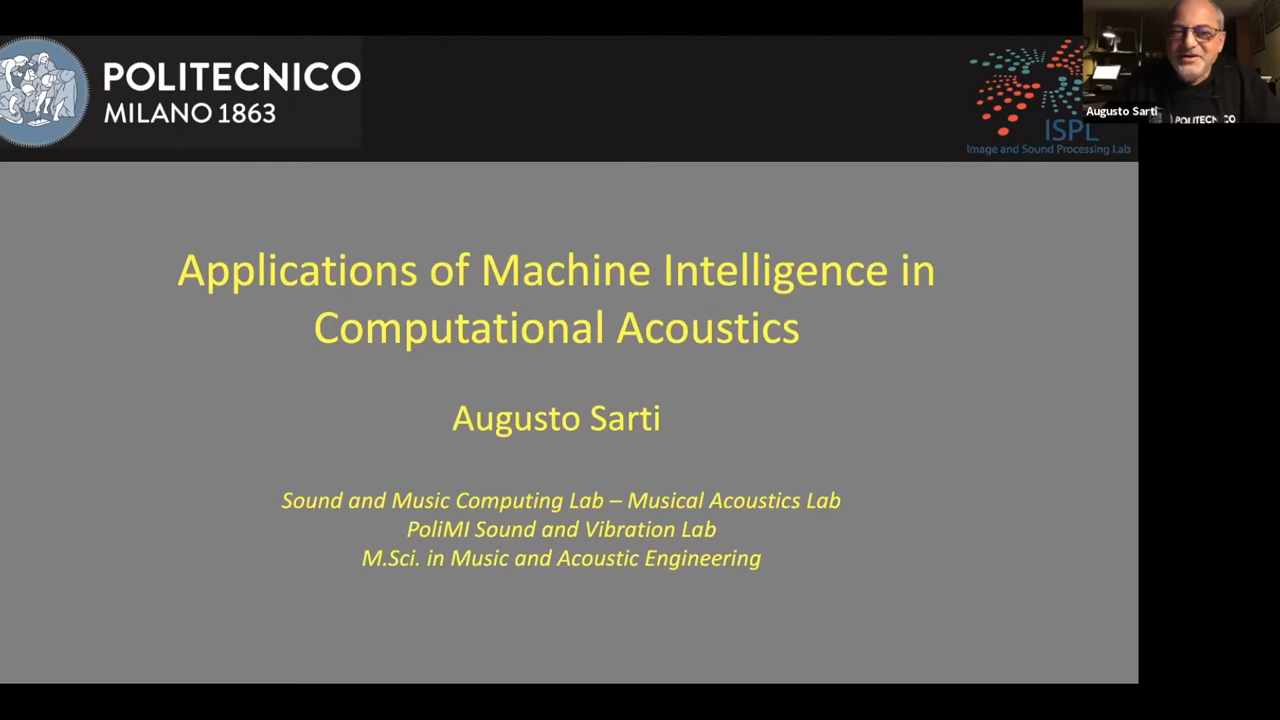 POLITECNICO
MILANO 1863
ISPL
Image and Sound Processing Lab
Augusto Sarti
POLITECNICO
Applications of Machine Intelligence in
Computational Acoustics
Augusto Sarti
Sound and Music Computing Lab – Musical Acoustics Lab
PoliMI Sound and Vibration Lab
M.Sci. in Music and Acoustic Engineering